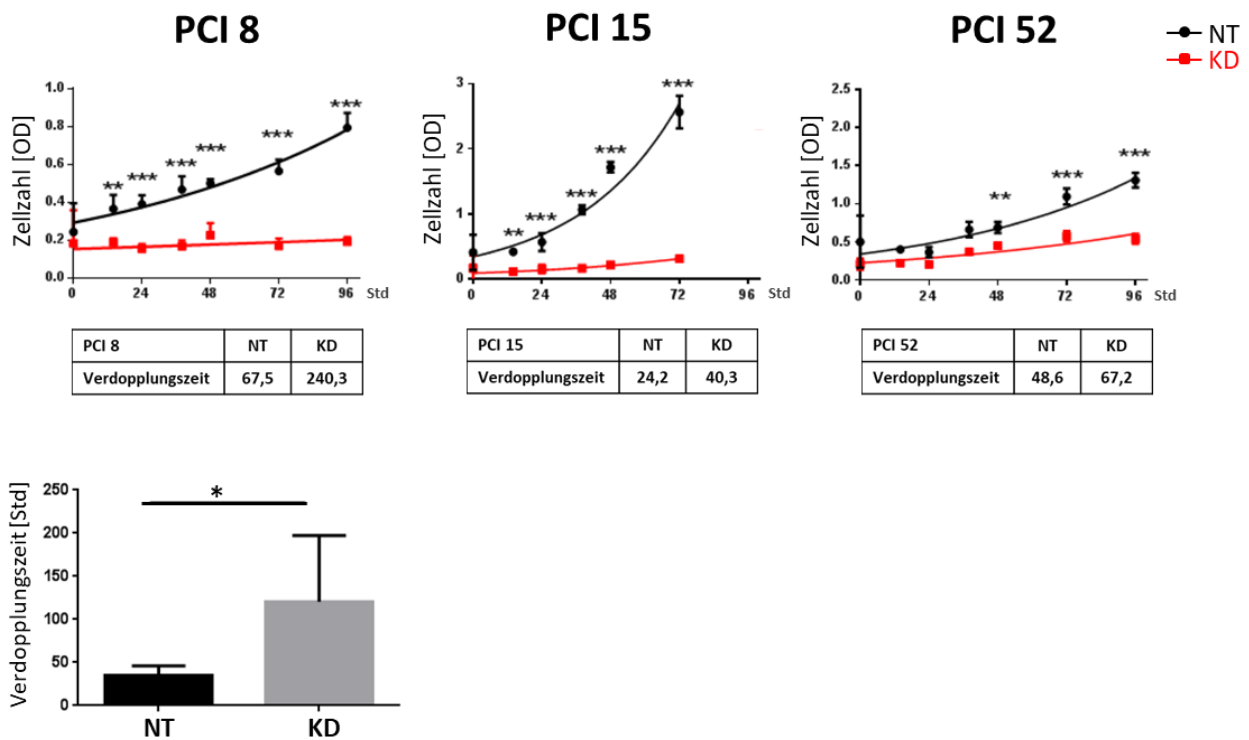 PCI 8
PCI 15
PCI 52
NT
KD
Zellzahl [OD]
1.0
0.8
0.6
0.4
0.2
0.0
**
***
***
***
***
***
0
24
48
72
96
Std
Zellzahl [OD]
3
2
1
0
**
***
***
***
***
0
24
48
72
96
Std
Zellzahl [OD]
2.5
2.0
1.5
1.0
0.5
0.0
**
***
***
0
24
48
72
96
Std
PCI 8 NT KD
Verdopplungszeit 67,5 240,3
PCI 15 NT KD
Verdopplungszeit 24,2 40,3
PCI 52 NT KD
Verdopplungszeit 48,6 67,2
Verdopplungszeit [Std]
250
200
150
100
50
0
*
NT
KD